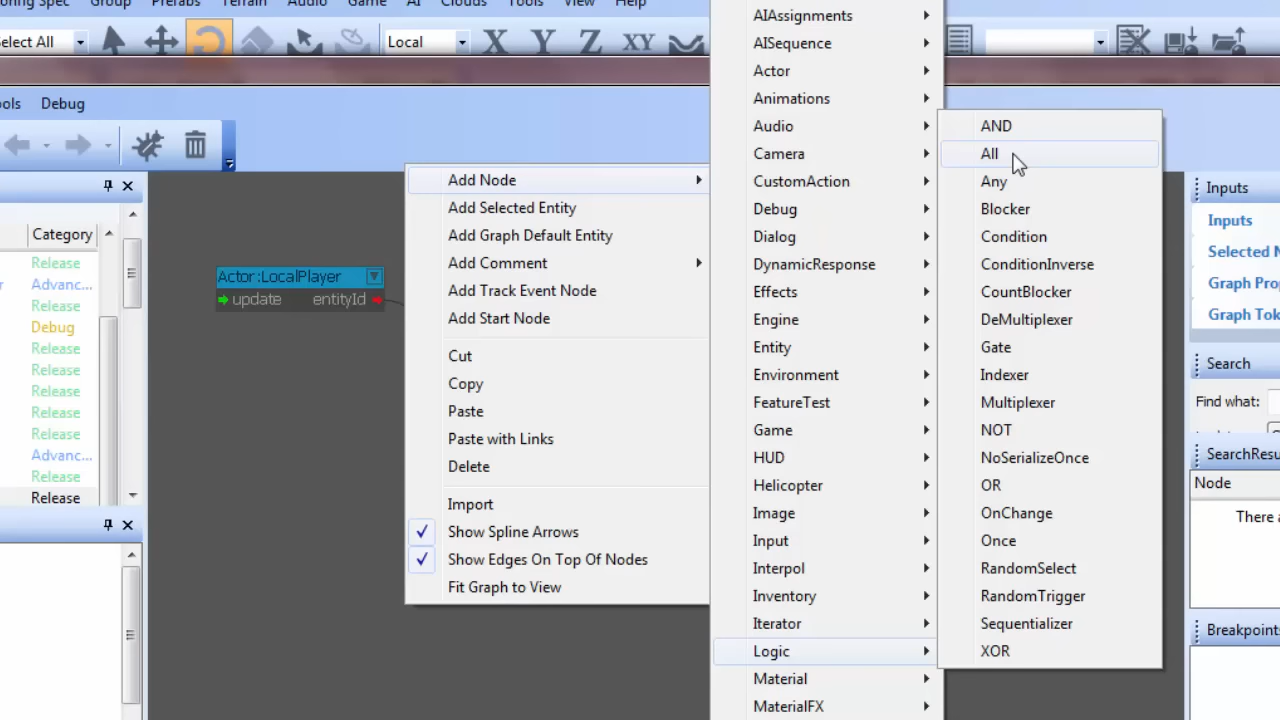 Group Prefabs Terrain Audio Game AI Clouds Tools View Help
Select All
Local
X Y Z XY
Debug
Category
Release
Advanc...
Release
Debug
Release
Release
Release
Release
Release
Advanc...
Release
Release
Actor:LocalPlayer
update entityId
Add Node
Add Selected Entity
Add Graph Default Entity
Add Comment
Add Track Event Node
Add Start Node
Cut
Copy
Paste
Paste with Links
Delete
Import
Show Spline Arrows
Show Edges On Top Of Nodes
Fit Graph to View
AIAssignments
AISequence
Actor
Animations
Audio
Camera
CustomAction
Debug
Dialog
DynamicResponse
Effects
Engine
Entity
Environment
FeatureTest
Game
HUD
Helicopter
Image
Input
Interpol
Inventory
Iterator
Logic
Material
MaterialFX
AND
All
Any
Blocker
Condition
ConditionInverse
CountBlocker
DeMultiplexer
Gate
Indexer
Multiplexer
NOT
NoSerializeOnce
OR
OnChange
Once
RandomSelect
RandomTrigger
Sequentializer
XOR
Inputs
Inputs
Selected N
Graph Prop
Graph Tok
Search
Find what:
SearchResu
Node
There a
Breakpoints